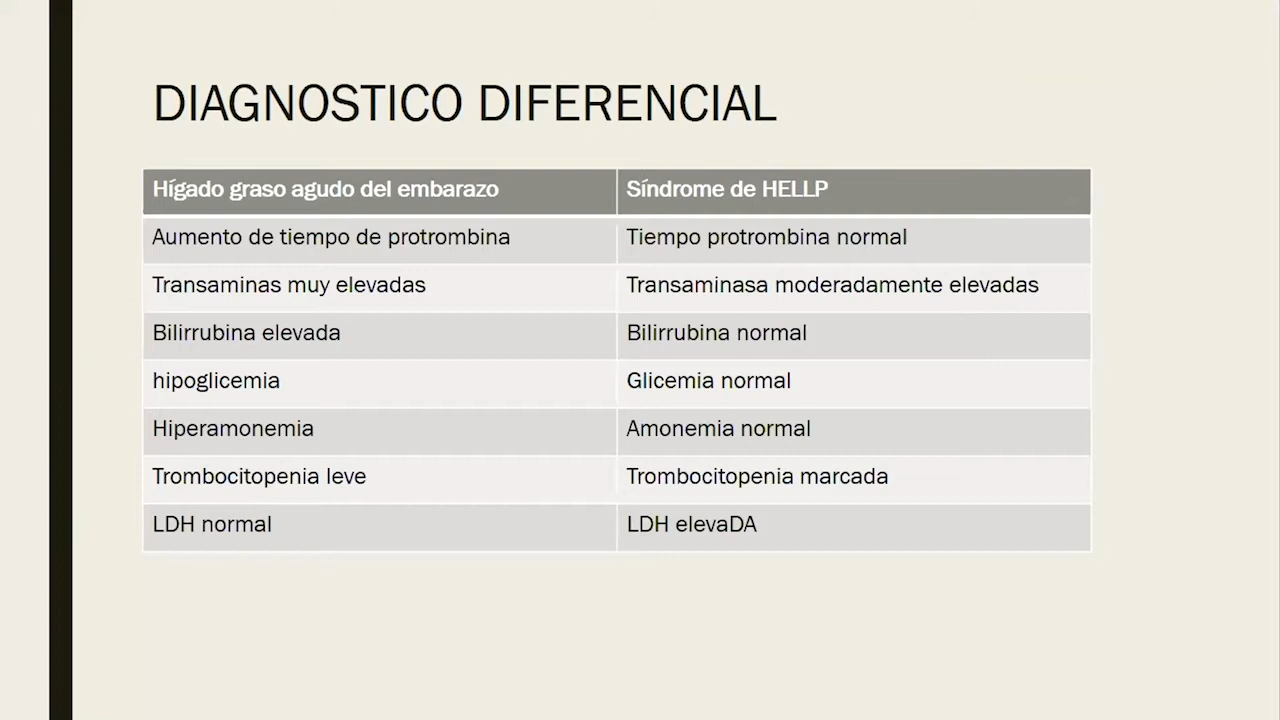 DIAGNOSTICO DIFERENCIAL
Hígado graso agudo del embarazo Síndrome de HELLP
Aumento de tiempo de protrombina Tiempo protrombina normal
Transaminas muy elevadas Transaminasa moderadamente elevadas
Bilirrubina elevada Bilirrubina normal
hipoglicemia Glicemia normal
Hiperamonemia Amonemia normal
Trombocitopenia leve Trombocitopenia marcada
LDH normal LDH elevaDA